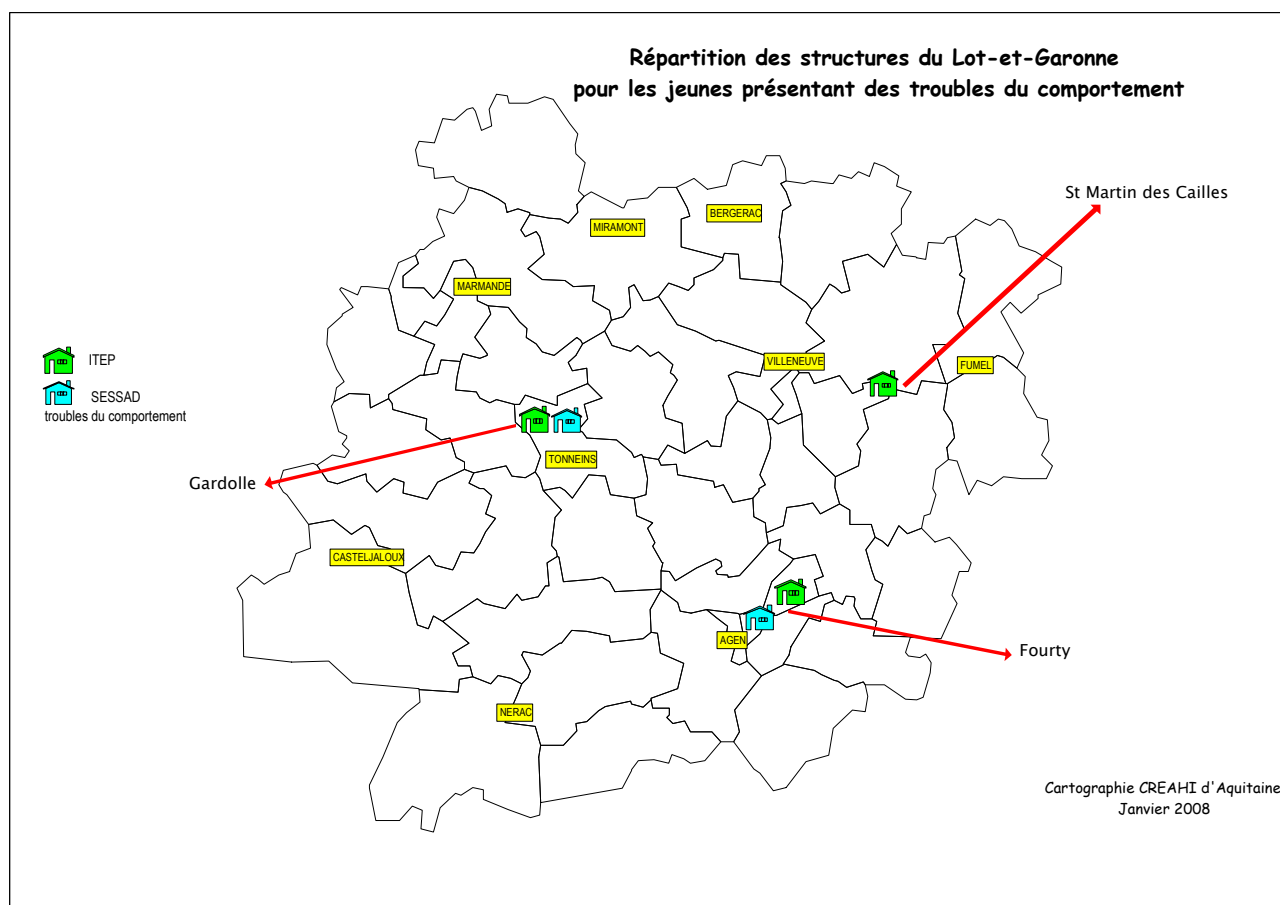 Répartition des structures du Lot-et-Garonne
pour les jeunes présentant des troubles du comportement
St Martin des Cailles
BERGERAC
MIRAMONT
MARMANDE
ITEP
VILLENEUVE
FUMEL
SESSAD
troubles du comportement
TONNEINS
Gardolle
CASTELJALOUX
AGEN
Fourty
NERAC
Cartographie CREAHI d'Aquitaine
Janvier 2008